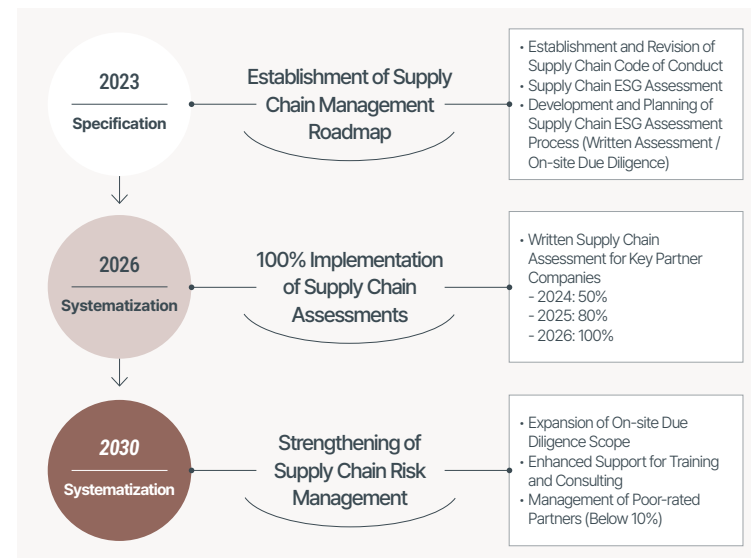 2023
Specification
Establishment of Supply
Chain Management
Roadmap
• Establishment and Revision of
Supply Chain Code of Conduct
• Supply Chain ESG Assessment
• Development and Planning of
Supply Chain ESG Assessment
Process (Written Assessment /
On-site Due Diligence)
2026
Systematization
100% Implementation
of Supply Chain
Assessments
• Written Supply Chain
Assessment for Key Partner
Companies
- 2024: 50%
- 2025: 80%
- 2026: 100%
2030
Systematization
Strengthening of
Supply Chain Risk
Management
• Expansion of On-site Due
Diligence Scope
• Enhanced Support for Training
and Consulting
• Management of Poor-rated
Partners (Below 10%)